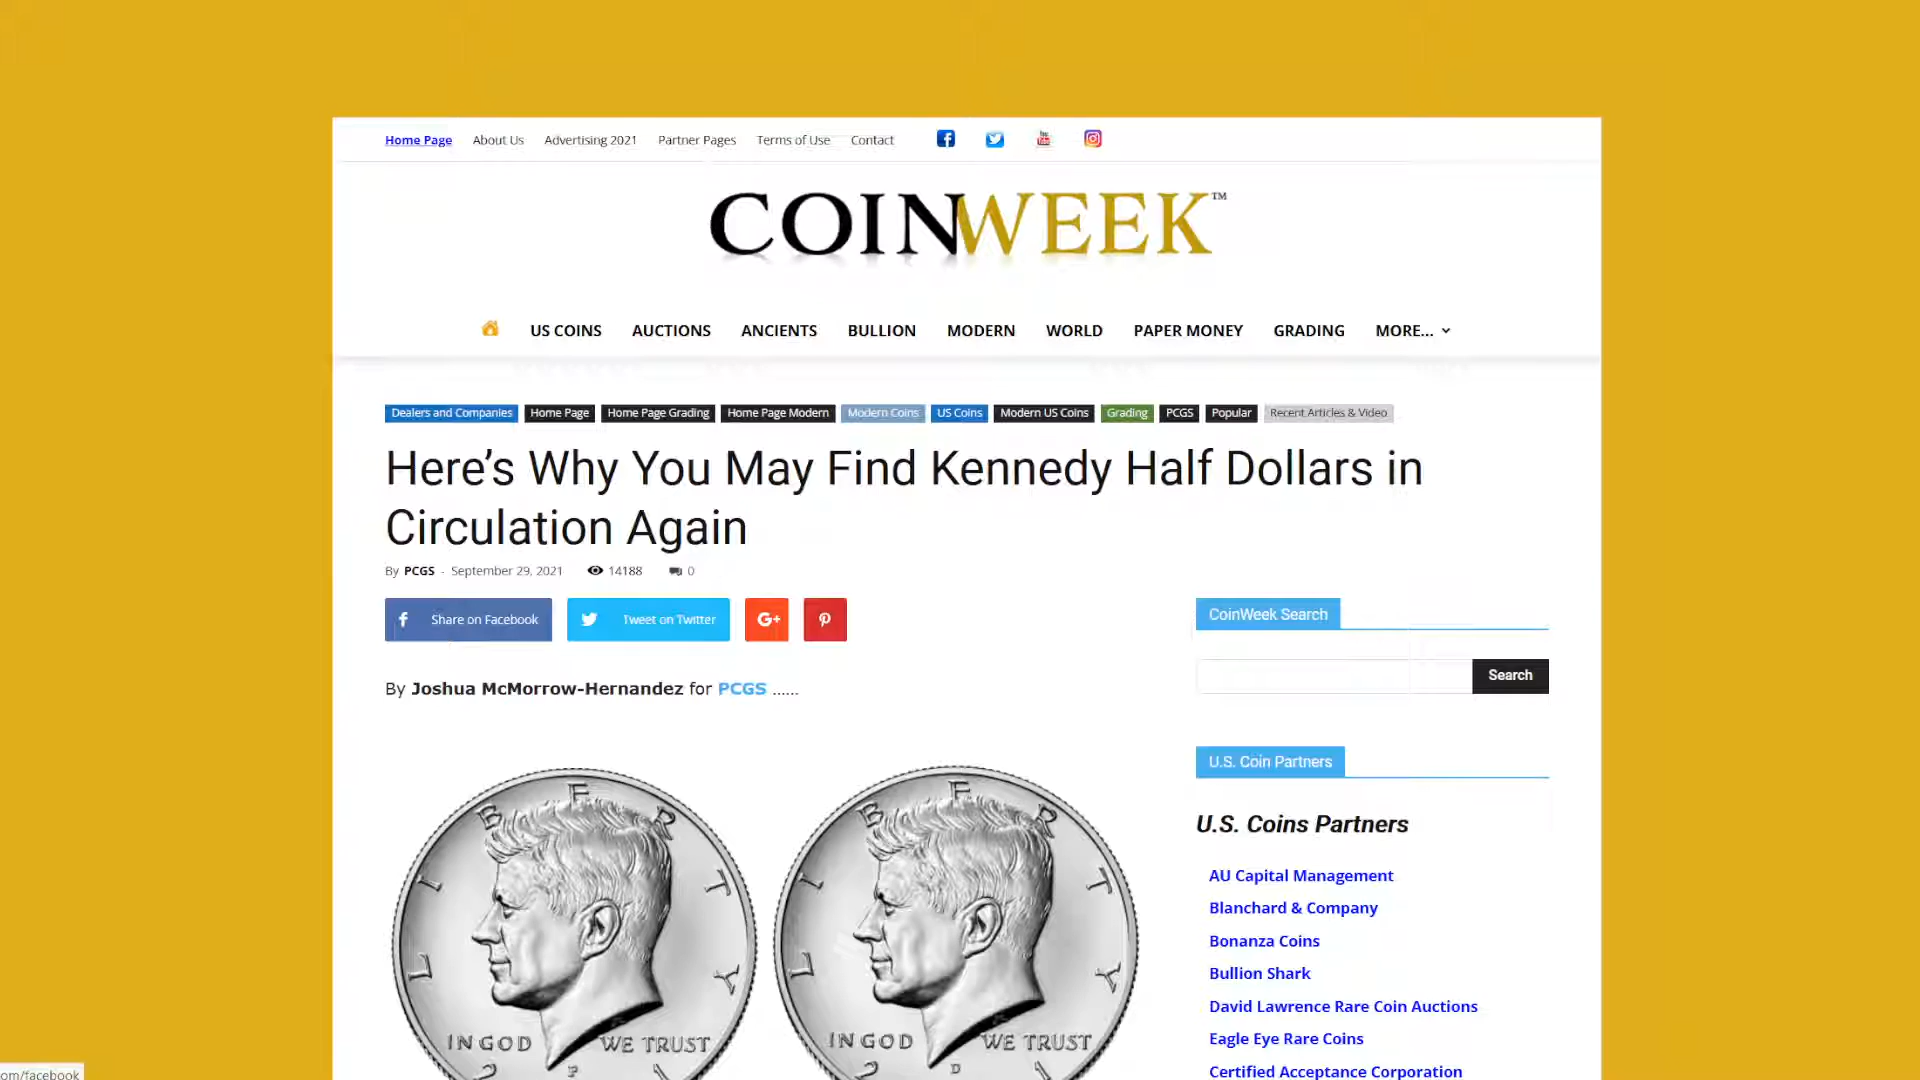 Home Page About Us Advertising 2021 Partner Pages Terms of Use Contact
COINWEEK™
US COINS AUCTIONS ANCIENTS BULLION MODERN WORLD PAPER MONEY GRADING MORE...
Dealers and Companies Home Page Home Page Grading Home Page Modern Modern Coins US Coins Modern US Coins Grading PCGS Popular Recent Articles & Video
Here’s Why You May Find Kennedy Half Dollars in
Circulation Again
By PCGS - September 29, 2021 14188 0
Share on Facebook Tweet on Twitter G+
By Joshua McMorrow-Hernandez for PCGS ......
LIBERTY
IN GOD WE TRUST
P
LIBERTY
IN GOD WE TRUST
D
CoinWeek Search
Search
U.S. Coin Partners
U.S. Coins Partners
AU Capital Management
Blanchard & Company
Bonanza Coins
Bullion Shark
David Lawrence Rare Coin Auctions
Eagle Eye Rare Coins
Certified Acceptance Corporation
om/facebook